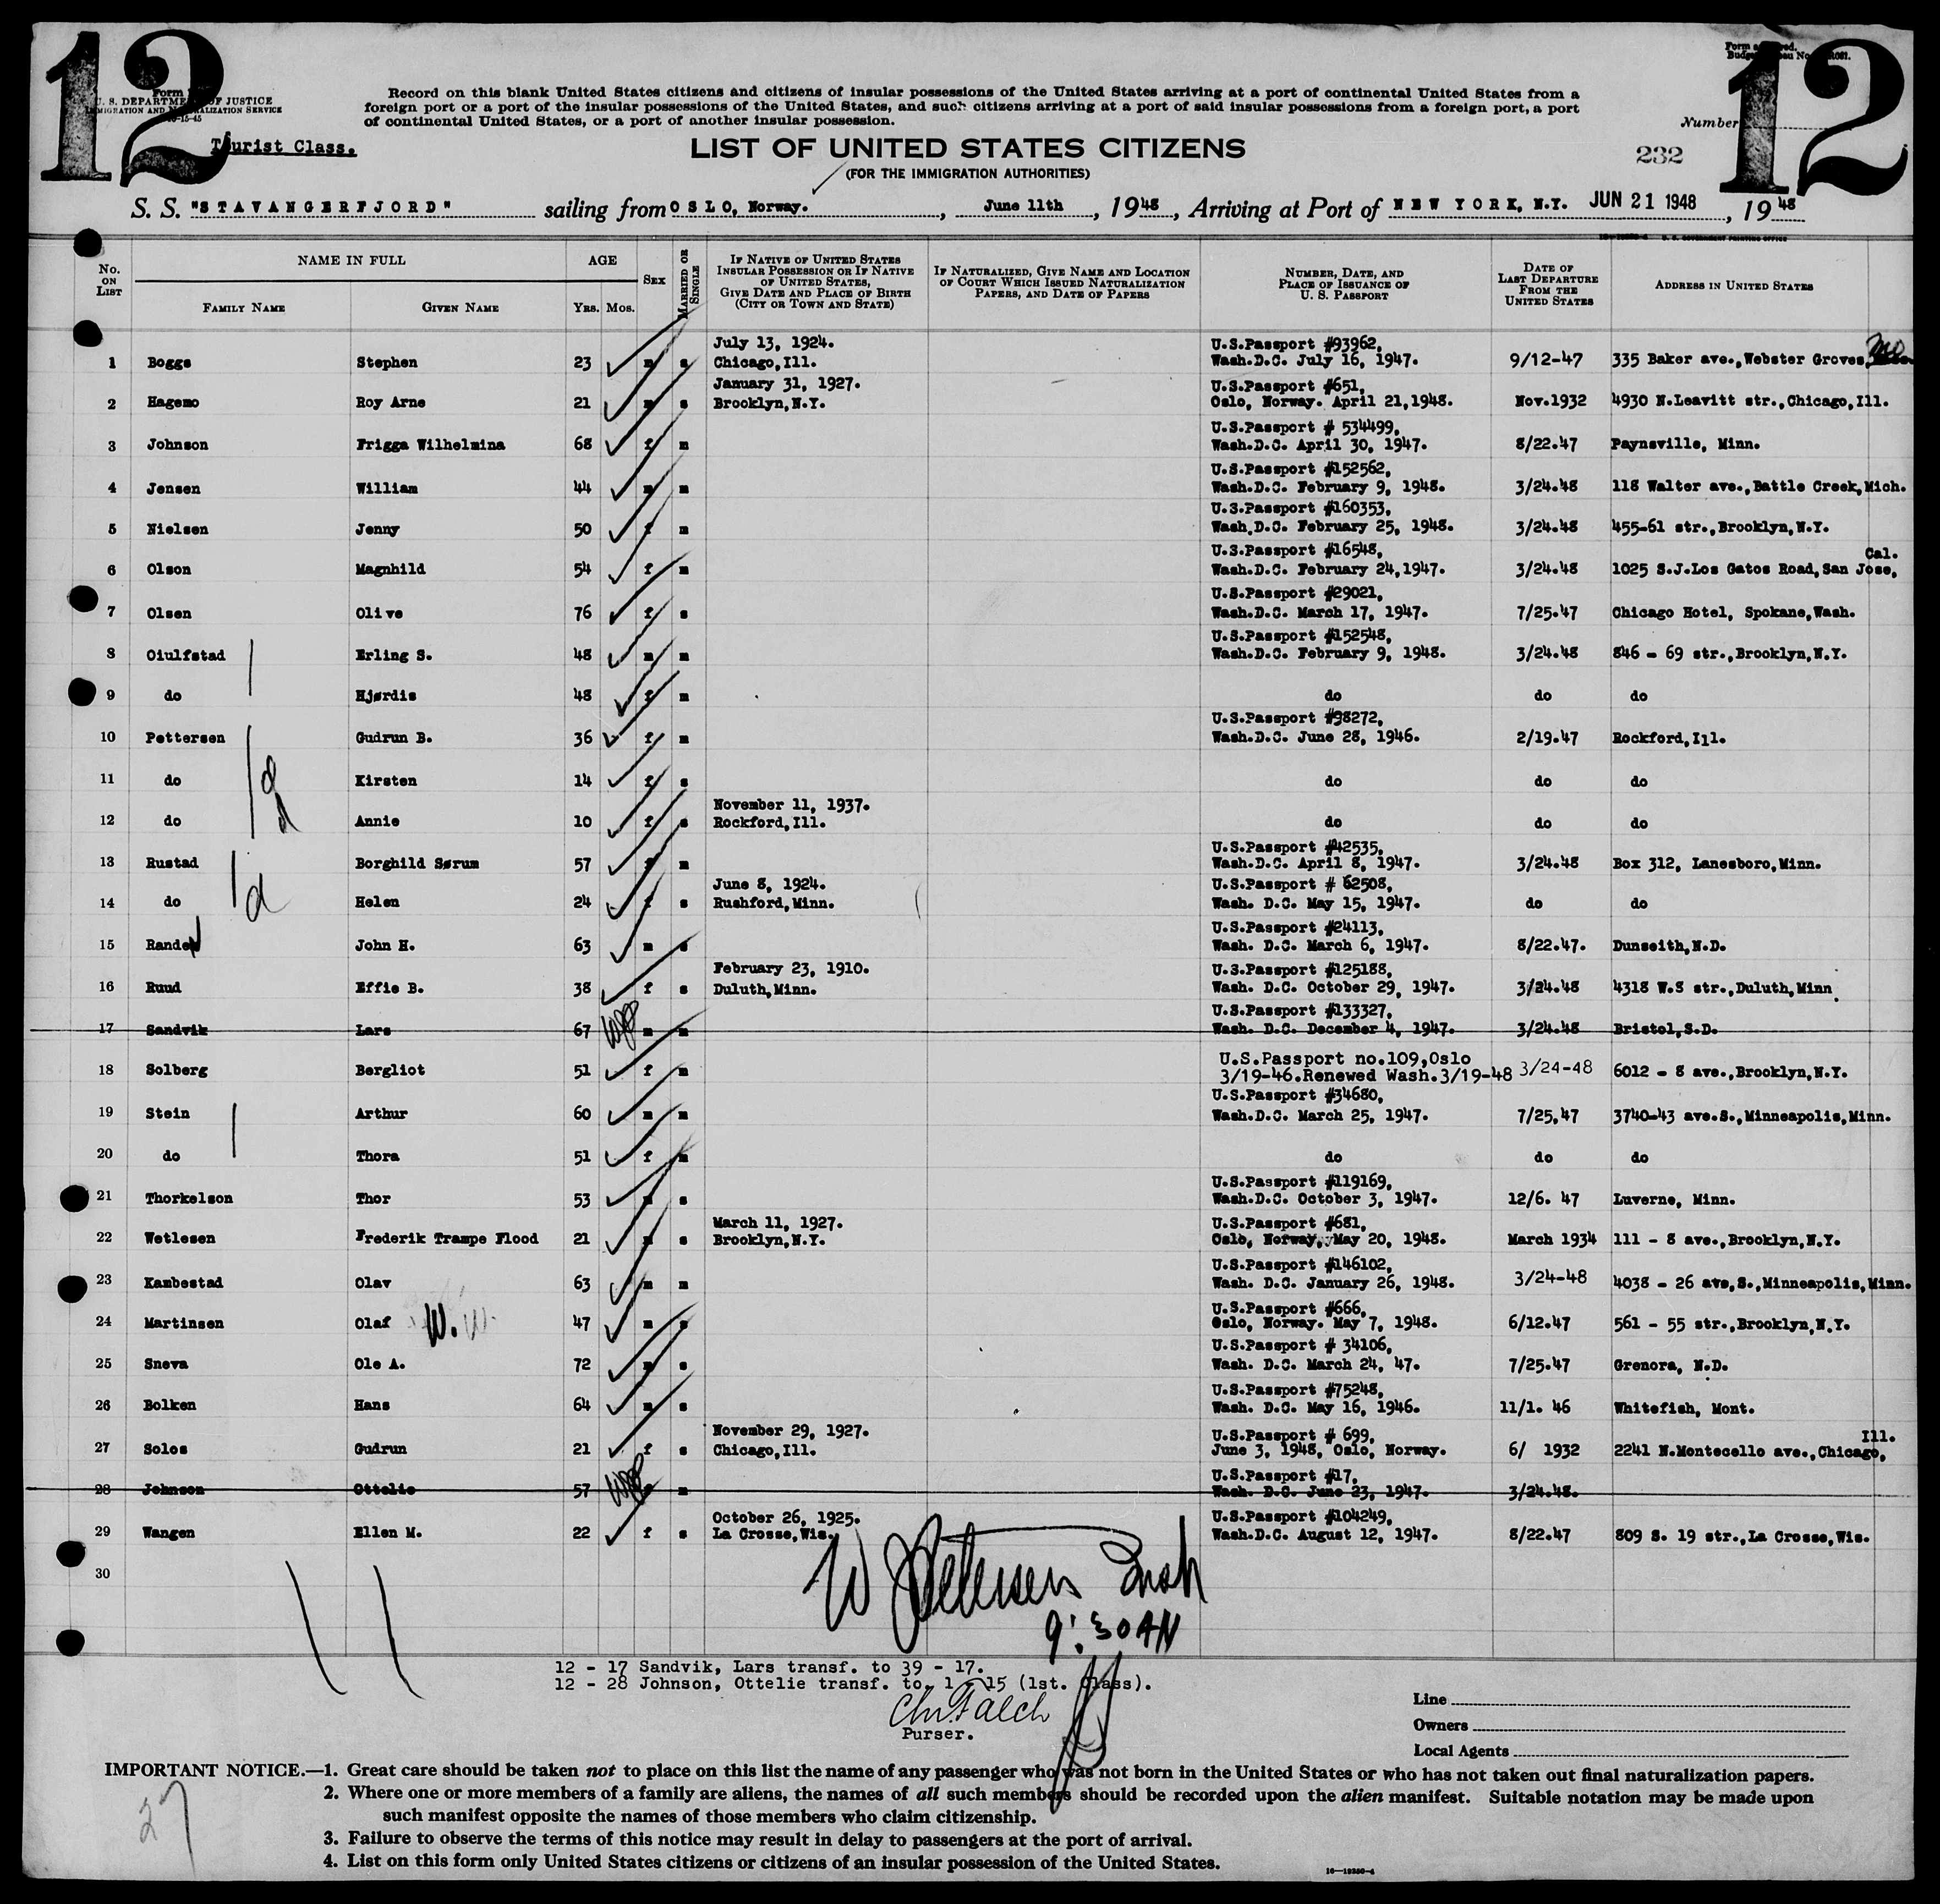 12
12
Form
U. S. DEPARTMENT OF JUSTICE
IMMIGRATION AND NATURALIZATION SERVICE
Form approved.
Record on this blank United States citizens and citizens of insular possessions of the United States arriving at a port of continental United States from a
foreign port or a port of the insular possessions of the United States, and such citizens arriving at a port of said insular possessions from a foreign port, a port
of continental United States, or a port of another insular possession.
Number
Tourist Class.
LIST OF UNITED STATES CITIZENS
232
(FOR THE IMMIGRATION AUTHORITIES)
S. S. "STAVANGERFJORD" sailing from OSLO, Norway. , June 11th , 1948 , Arriving at Port of NEW YORK, N.Y. JUN 21 1948 , 1948
16—19250-4 U. S. GOVERNMENT PRINTING OFFICE
No. ON LIST
NAME IN FULL
FAMILY NAME
GIVEN NAME
AGE
YRS. MOS.
SEX
MARRIED OR SINGLE
IF NATIVE OF UNITED STATES INSULAR POSSESSION OR IF NATIVE OF UNITED STATES, GIVE DATE AND PLACE OF BIRTH (CITY OR TOWN AND STATE)
IF NATURALIZED, GIVE NAME AND LOCATION OF COURT WHICH ISSUED NATURALIZATION PAPERS, AND DATE OF PAPERS
NUMBER, DATE, AND PLACE OF ISSUANCE OF U. S. PASSPORT
DATE OF LAST DEPARTURE FROM THE UNITED STATES
ADDRESS IN UNITED STATES
July 13, 1924. U.S.Passport #93962,
1 Boggs Stephen 23 m s Chicago,Ill. Wash.D.C. July 16, 1947. 9/12-47 335 Baker ave.,Webster Groves, Mo
January 31, 1927. U.S.Passport #651,
2 Hagemo Roy Arne 21 m s Brooklyn,N.Y. Oslo, Norway. April 21,1948. Nov.1932 4930 N.Leavitt str.,Chicago,Ill.
U.S.Passport # 534499,
3 Johnson Frigga Wilhelmina 68 f m Wash.D.C. April 30, 1947. 8/22.47 Paynsville, Minn.
U.S.Passport #152562,
4 Jensen William 44 m m Wash.D.C. February 9, 1948. 3/24.48 118 Walter ave.,Battle Creek,Mich.
U.S.Passport #160353,
5 Nielsen Jenny 50 f m Wash.D.C. February 25, 1948. 3/24.48 455-61 str.,Brooklyn,N.Y.
U.S.Passport #16548, Cal.
6 Olson Magnhild 54 f m Wash.D.C. February 24,1947. 3/24.48 1025 S.J.Los Gatos Road,San Jose,
U.S.Passport #29021,
7 Olsen Olive 76 f s Wash.D.C. March 17, 1947. 7/25.47 Chicago Hotel, Spokane,Wash.
U.S.Passport #152548,
8 Oiulfstad Erling S. 48 m m Wash.D.C. February 9, 1948. 3/24.48 846 - 69 str.,Brooklyn,N.Y.
9 do Hjørdis 48 f m do do do
U.S.Passport #98272,
10 Pettersen Gudrun B. 36 f m Wash.D.C. June 28, 1946. 2/19.47 Rockford,Ill.
11 do Kirsten 14 f s do do do
November 11, 1937.
12 do d Annie 10 f s Rockford,Ill. do do do
U.S.Passport #42535,
13 Rustad Borghild Sørum 57 f m Wash.D.C. April 8, 1947. 3/24.48 Box 312, Lanesboro,Minn.
June 8, 1924. U.S.Passport # 62508,
14 do d Helen 24 f s Rushford,Minn. Wash. D.C. May 15, 1947. do do
U.S.Passport #24113,
15 Randen John H. 63 m s Wash. D.C. March 6, 1947. 8/22.47. Dunseith,N.D.
February 23, 1910. U.S.Passport #125188,
16 Ruud Effie B. 38 f s Duluth,Minn. Wash. D.C. October 29, 1947. 3/24.48 4318 W.8 str.,Duluth,Minn.
U.S.Passport #133327,
17 Sandvik Lars 67 m m Wash. D.C. December 4, 1947. 3/24.48 Bristol,S.D.
U.S.Passport no.109,Oslo
18 Solberg Bergliot 51 f m 3/19-46.Renewed Wash.3/19-48 3/24-48 6012 - 8 ave.,Brooklyn,N.Y.
U.S.Passport #34680,
19 Stein Arthur 60 m m Wash.D.C. March 25, 1947. 7/25,47 3740-43 ave.S.,Minneapolis,Minn.
20 do Thora 51 f m do do do
U.S.Passport #119169,
21 Thorkelson Thor 53 m s Wash.D.C. October 3, 1947. 12/6. 47 Luverne, Minn.
March 11, 1927. U.S.Passport #681,
22 Wetlesen Frederik Trampe Flood 21 m s Brooklyn,N.Y. Oslo, Norway, May 20, 1948. March 1934 111 - 8 ave.,Brooklyn,N.Y.
U.S.Passport #146102,
23 Kambestad Olav 63 m m Wash. D.C. January 26, 1948. 3/24-48 4038 - 26 ave,S.,Minneapolis,Minn.
U.S.Passport #666,
24 Martinsen Olaf W. 47 m s Oslo, Norway. May 7, 1948. 6/12.47 561 - 55 str.,Brooklyn,N.Y.
U.S.Passport # 34106,
25 Sneva Ole A. 72 m s Wash. D.C. March 24, 47. 7/25.47 Grenora, N.D.
U.S.Passport #75248,
26 Bolken Hans 64 m s Wash. D.C. May 16, 1946. 11/1. 46 Whitefish, Mont.
November 29, 1927. U.S.Passport # 699, Ill.
27 Solos Gudrun 21 f s Chicago,Ill. June 3, 1948, Oslo, Norway. 6/ 1932 2241 N.Montecello ave.,Chicago,
U.S.Passport #17,
28 Johnson Ottelie 57 f m Wash. D.C. June 23, 1947. 3/24.48.
October 26, 1925. U.S.Passport #104249,
29 Wangen Ellen M. 22 f s La Crosse,Wis. Wash.D.C. August 12, 1947. 8/22.47 809 S. 19 str.,La Crosse,Wis.
30
W Petersen Insp
9:30 AM
12 - 17 Sandvik, Lars transf. to 39 - 17.
12 - 28 Johnson, Ottelie transf. to 1 - 15 (1st. Class).
Chr Falch
Purser.
Line
Owners
Local Agents
IMPORTANT NOTICE.—1. Great care should be taken not to place on this list the name of any passenger who was not born in the United States or who has not taken out final naturalization papers.
2. Where one or more members of a family are aliens, the names of all such members should be recorded upon the alien manifest. Suitable notation may be made upon
such manifest opposite the names of those members who claim citizenship.
3. Failure to observe the terms of this notice may result in delay to passengers at the port of arrival.
4. List on this form only United States citizens or citizens of an insular possession of the United States.
27
16—19250-4